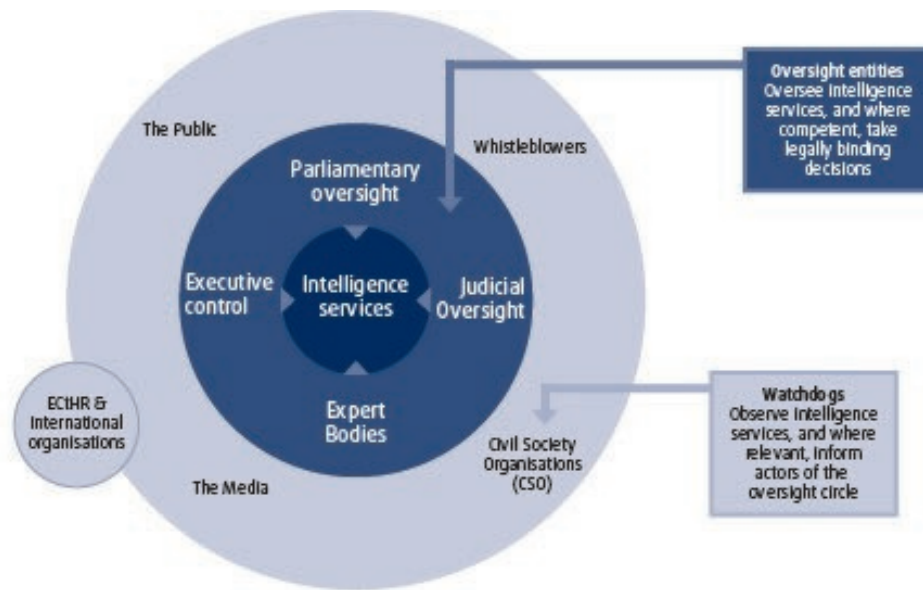 Oversight entities
Oversee intelligence
services, and where
competent, take
legally binding
decisions
The Public
Whistleblowers
Parliamentary
oversight
Executive
control
Intelligence
services
Judicial
Oversight
ECtHR &
international
organisations
Expert
Bodies
The Media
Civil Society
Organisations
(CSO)
Watchdogs
Observe intelligence
services, and where
relevant, inform
actors of the
oversight circle